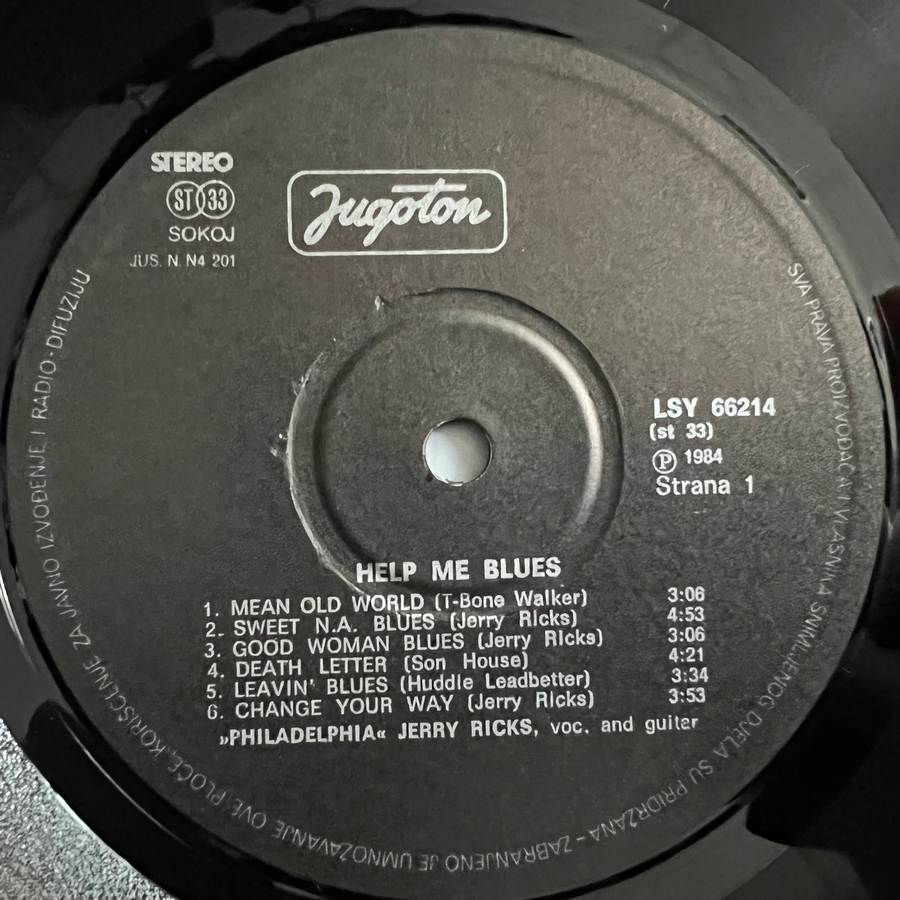 STEREO
ST 33
SOKOJ
JUS. N. N4 201
Jugoton
LSY 66214
(st 33)
Ⓟ 1984
Strana 1
HELP ME BLUES
1. MEAN OLD WORLD (T-Bone Walker) 3:06
2. SWEET N.A. BLUES (Jerry Ricks) 4:53
3. GOOD WOMAN BLUES (Jerry Ricks) 3:06
4. DEATH LETTER (Son House) 4:21
5. LEAVIN' BLUES (Huddie Leadbetter) 3:34
6. CHANGE YOUR WAY (Jerry Ricks) 3:53
»PHILADELPHIA« JERRY RICKS, voc. and guitar
SVA PRAVA PROIZVOĐAČA I VLASNIKA SNIMLJENOG DJELA SU PRIDRŽANA - ZABRANJENO JE UMNOŽAVANJE OVE PLOČE, KORIŠĆENJE ZA JAVNO IZVOĐENJE I RADIO-DIFUZIJU